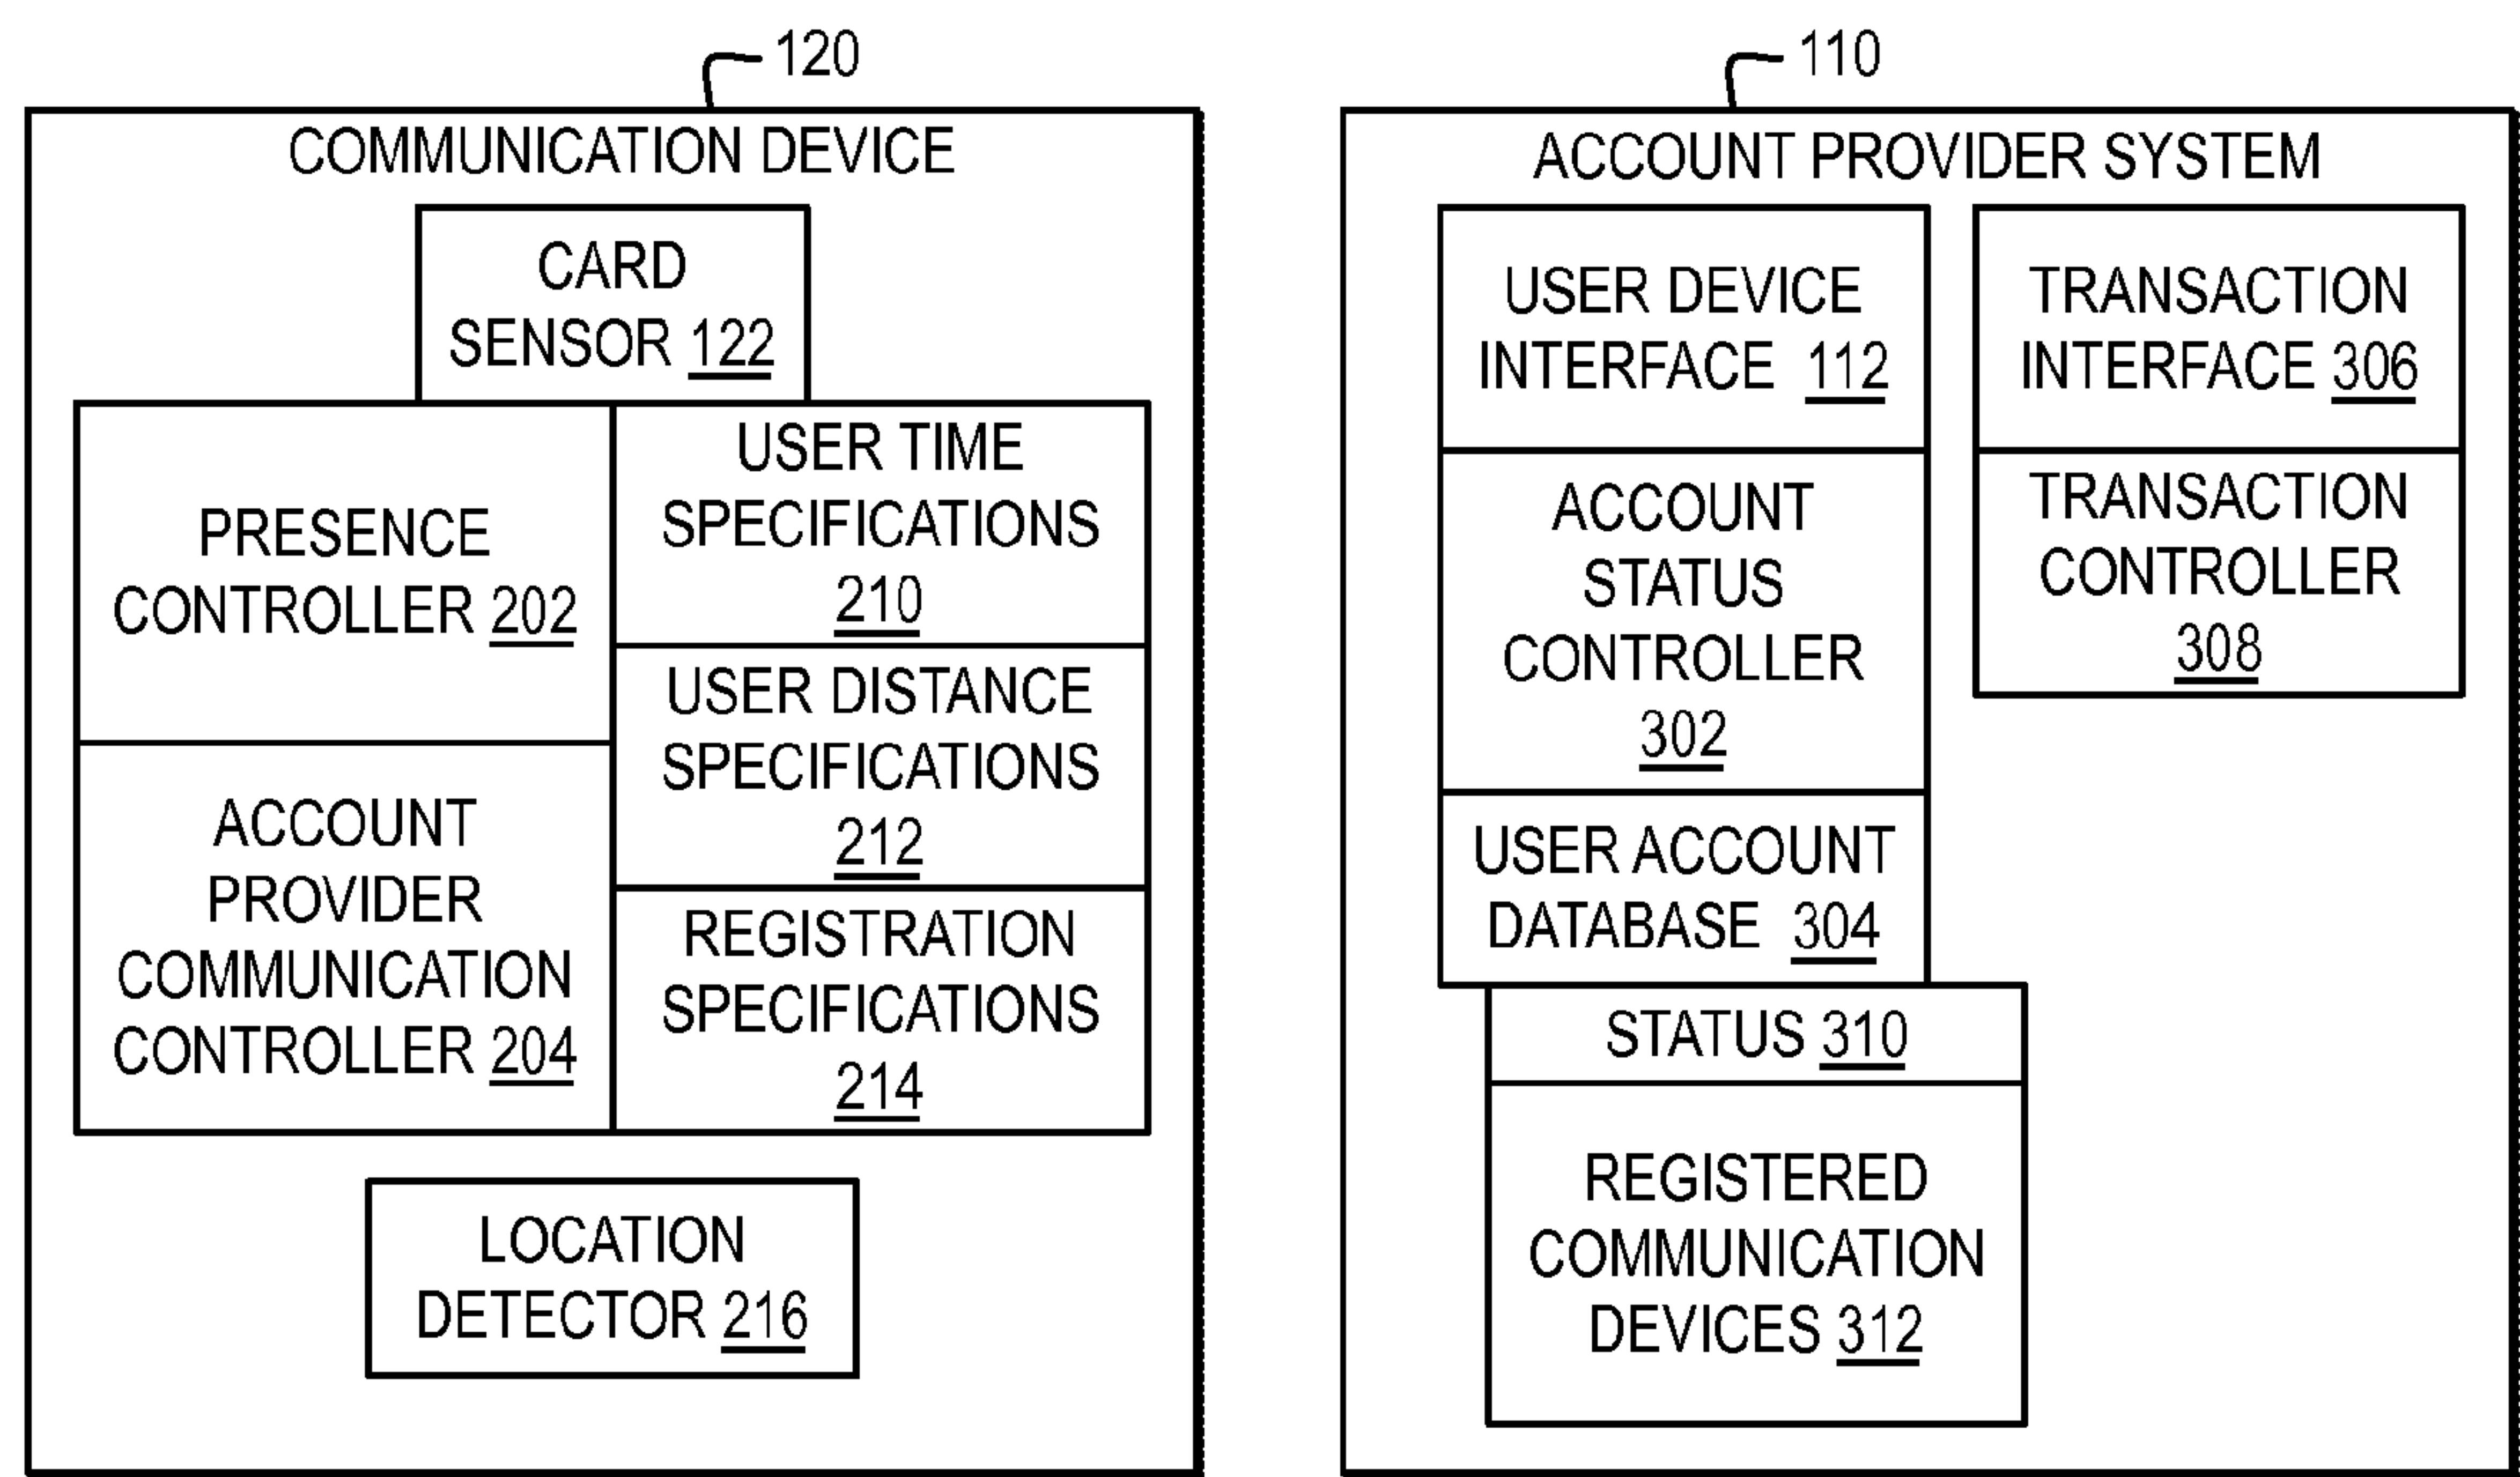 120
COMMUNICATION DEVICE
CARD
SENSOR 122
PRESENCE
CONTROLLER 202
ACCOUNT
PROVIDER
COMMUNICATION
CONTROLLER 204
USER TIME
SPECIFICATIONS
210
USER DISTANCE
SPECIFICATIONS
212
REGISTRATION
SPECIFICATIONS
214
LOCATION
DETECTOR 216
110
ACCOUNT PROVIDER SYSTEM
USER DEVICE
INTERFACE 112
ACCOUNT
STATUS
CONTROLLER
302
USER ACCOUNT
DATABASE 304
STATUS 310
REGISTERED
COMMUNICATION
DEVICES 312
TRANSACTION
INTERFACE 306
TRANSACTION
CONTROLLER
308